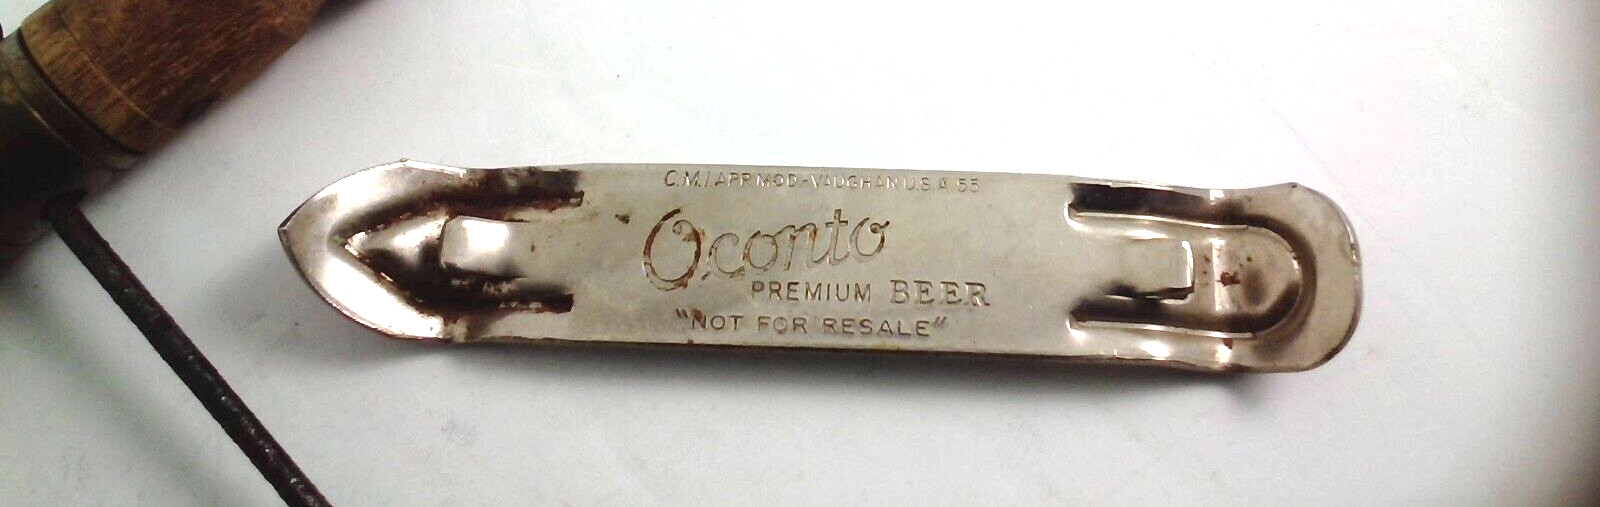 C.M.I APP. MOD.-VAUGHAN U.S.A 55
Oconto
PREMIUM BEER
"NOT FOR RESALE"